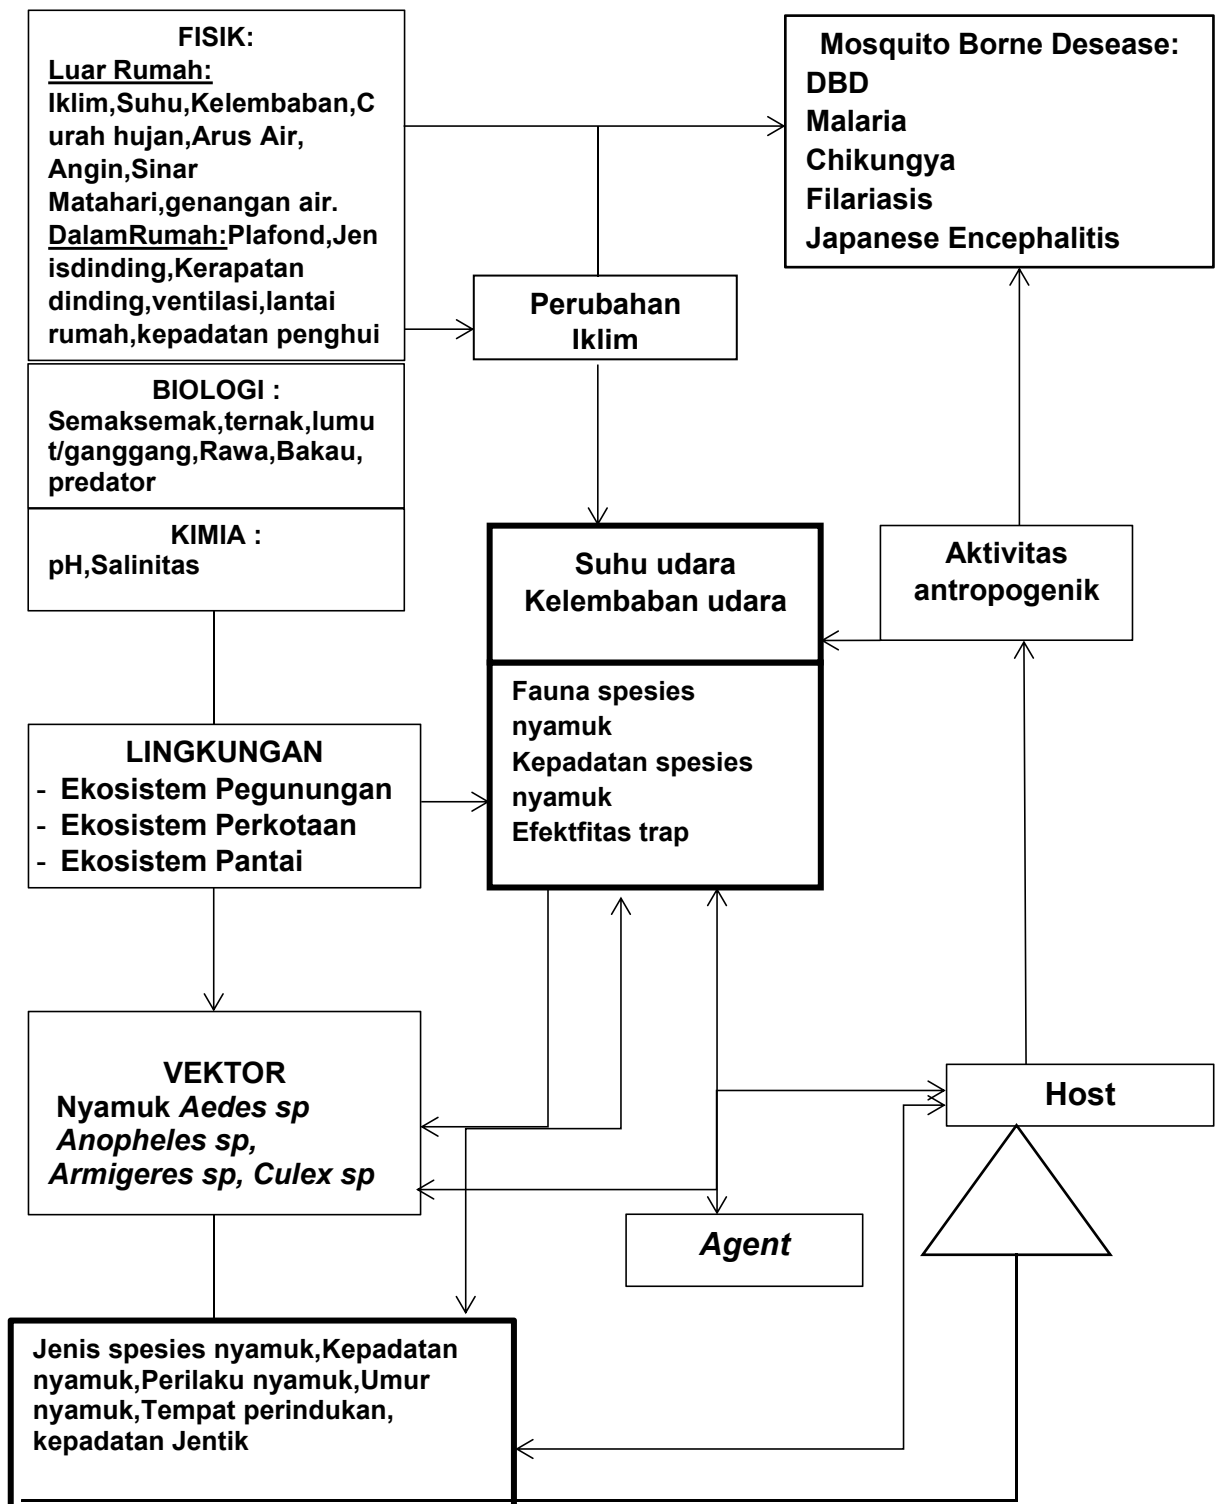 FISIK:
Luar Rumah:
Iklim,Suhu,Kelembaban,C
urah hujan,Arus Air,
Angin,Sinar
Matahari,genangan air.
DalamRumah:Plafond,Jen
isdinding,Kerapatan
dinding,ventilasi,lantai
rumah,kepadatan penghui
Mosquito Borne Desease:
DBD
Malaria
Chikungya
Filariasis
Japanese Encephalitis
Perubahan
Iklim
BIOLOGI :
Semaksemak,ternak,lumu
t/ganggang,Rawa,Bakau,
predator
KIMIA :
pH,Salinitas
Suhu udara
Kelembaban udara
Aktivitas
antropogenik
Fauna spesies
nyamuk
Kepadatan spesies
nyamuk
Efektfitas trap
LINGKUNGAN
- Ekosistem Pegunungan
- Ekosistem Perkotaan
- Ekosistem Pantai
VEKTOR
Nyamuk Aedes sp
Anopheles sp,
Armigeres sp, Culex sp
Host
Agent
Jenis spesies nyamuk,Kepadatan
nyamuk,Perilaku nyamuk,Umur
nyamuk,Tempat perindukan,
kepadatan Jentik